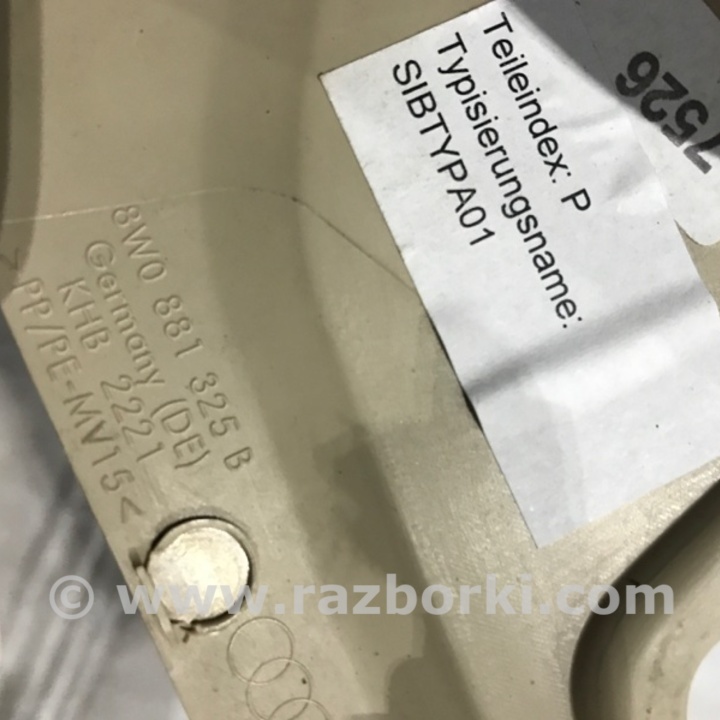 Teileindex: P
Typisierungsname:
SIBTYPA01
7526
8W0 881 325 B
Germany (DE)
KHB 2221
>PP/PE-MV15<
© www.razborki.com